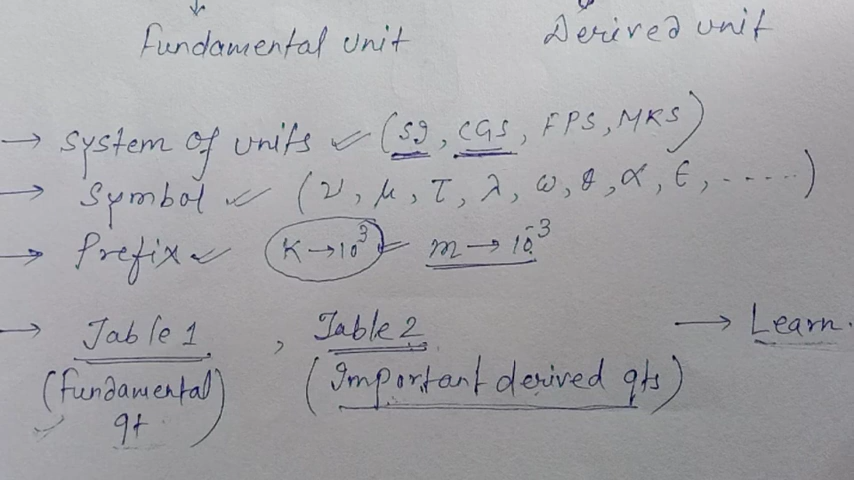 Fundamental unit    Derived unit
→ System of units ✓ (SI, CGS, FPS, MKS)
→ Symbol ✓ (ν, μ, τ, λ, ω, θ, α, ε, .......)
→ Prefix ✓ K→10³ m → 10⁻³
→ Table 1 , Table 2 → Learn.
(Fundamental) (Important derived qts)
qt